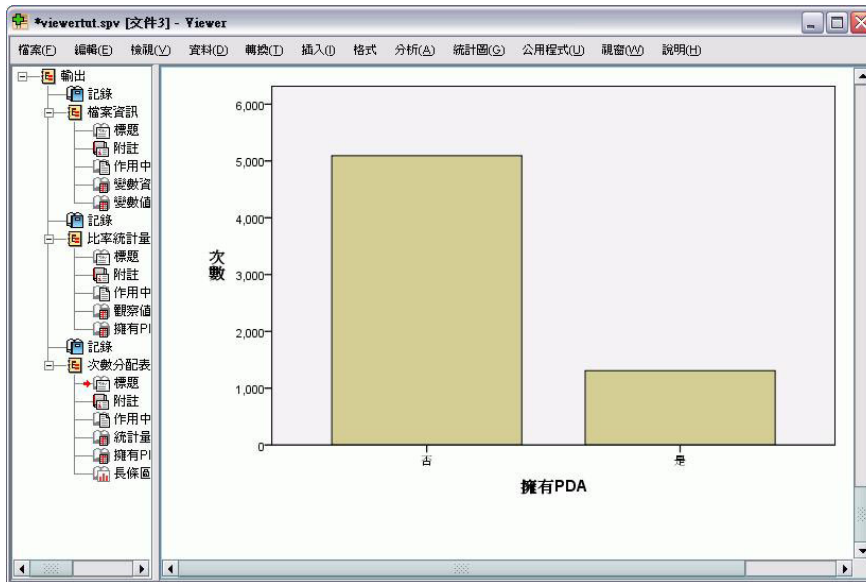 *viewertut.spv [文件3] - Viewer
檔案(F) 編輯(E) 檢視(V) 資料(D) 轉換(T) 插入(I) 格式 分析(A) 統計圖(G) 公用程式(U) 視窗(W) 說明(H)
輸出
記錄
檔案資訊
標題
附註
作用中
變數資
變數值
記錄
比率統計量
標題
附註
作用中
觀察值
擁有PI
記錄
次數分配表
標題
附註
作用中
統計量
擁有PI
長條圖
6,000
5,000
4,000
3,000
2,000
1,000
0
次數
否 是
擁有PDA